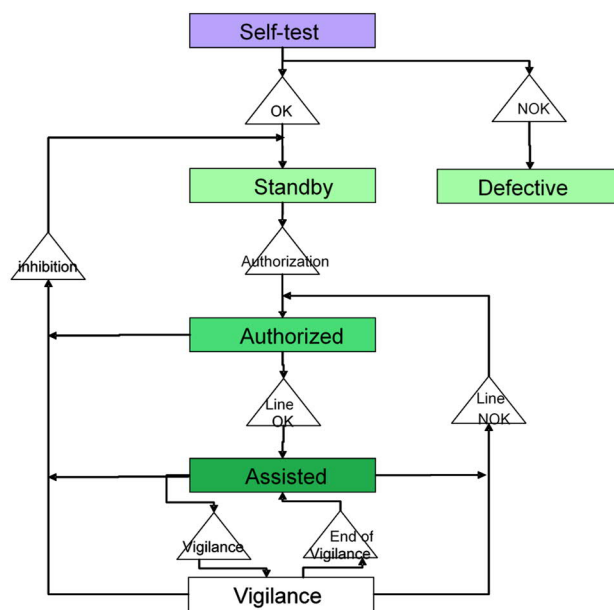 Self-test
OK
NOK
Standby
Defective
inhibition
Authorization
Authorized
Line
OK
Line
NOK
Assisted
Vigilance
End of
Vigilance
Vigilance